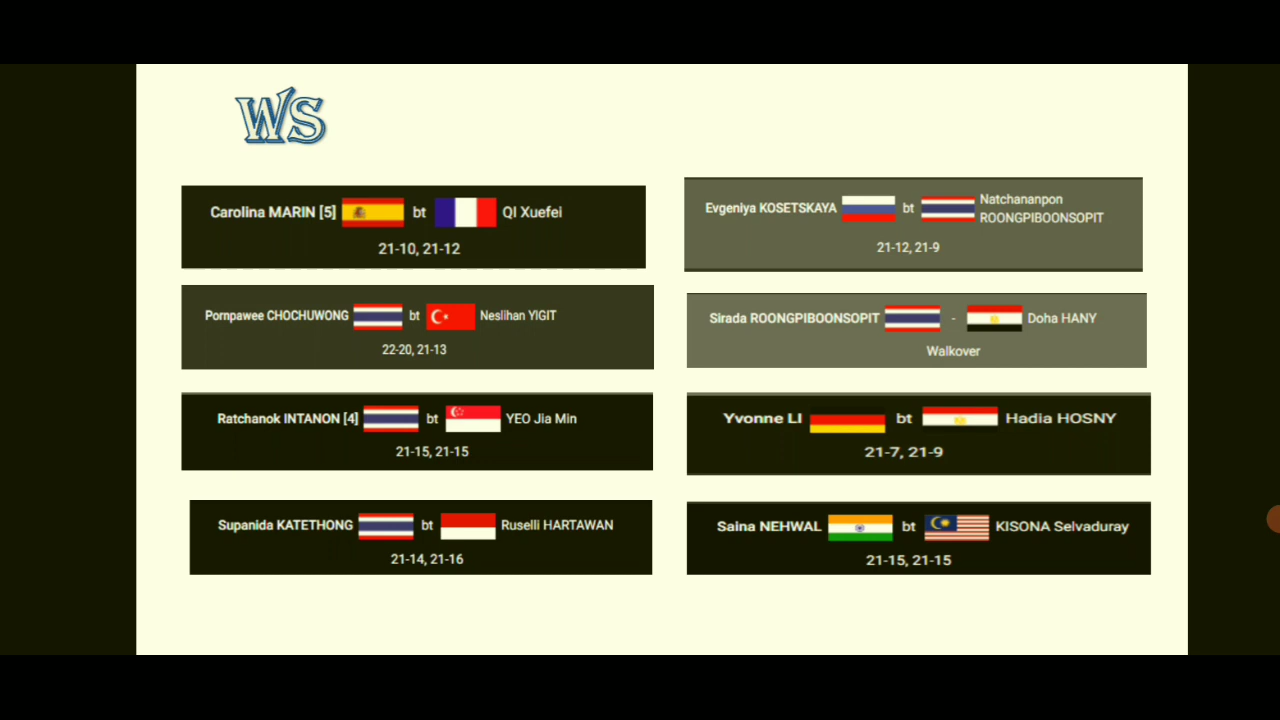 WS
Carolina MARIN [5] bt QI Xuefei
21-10, 21-12
Evgeniya KOSETSKAYA bt Natchananpon ROONGPIBOONSOPIT
21-12, 21-9
Pornpawee CHOCHUWONG bt Neslihan YIGIT
22-20, 21-13
Sirada ROONGPIBOONSOPIT - Doha HANY
Walkover
Ratchanok INTANON [4] bt YEO Jia Min
21-15, 21-15
Yvonne LI bt Hadia HOSNY
21-7, 21-9
Supanida KATETHONG bt Ruselli HARTAWAN
21-14, 21-16
Saina NEHWAL bt KISONA Selvaduray
21-15, 21-15